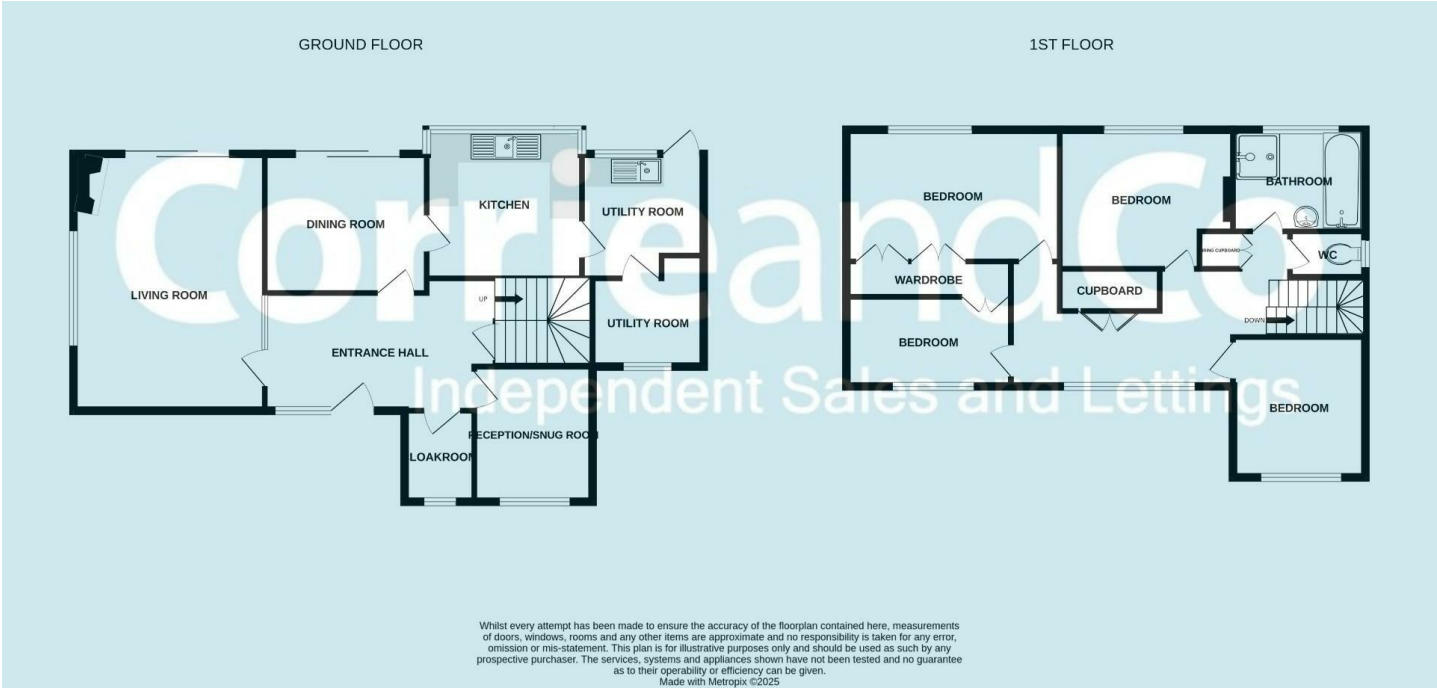 GROUND FLOOR
1ST FLOOR
KITCHEN
DINING ROOM
UTILITY ROOM
LIVING ROOM
UP
ENTRANCE HALL
UTILITY ROOM
RECEPTION/SNUG ROOM
LOAKROOM
BEDROOM
BEDROOM
BATHROOM
WC
WARDROBE
CUPBOARD
CUPBOARD
DOWN
BEDROOM
BEDROOM
CorrieandCo
Independent Sales and Lettings
Whilst every attempt has been made to ensure the accuracy of the floorplan contained here, measurements
of doors, windows, rooms and any other items are approximate and no responsibility is taken for any error,
omission or mis-statement. This plan is for illustrative purposes only and should be used as such by any
prospective purchaser. The services, systems and appliances shown have not been tested and no guarantee
as to their operability or efficiency can be given.
Made with Metropix ©2025